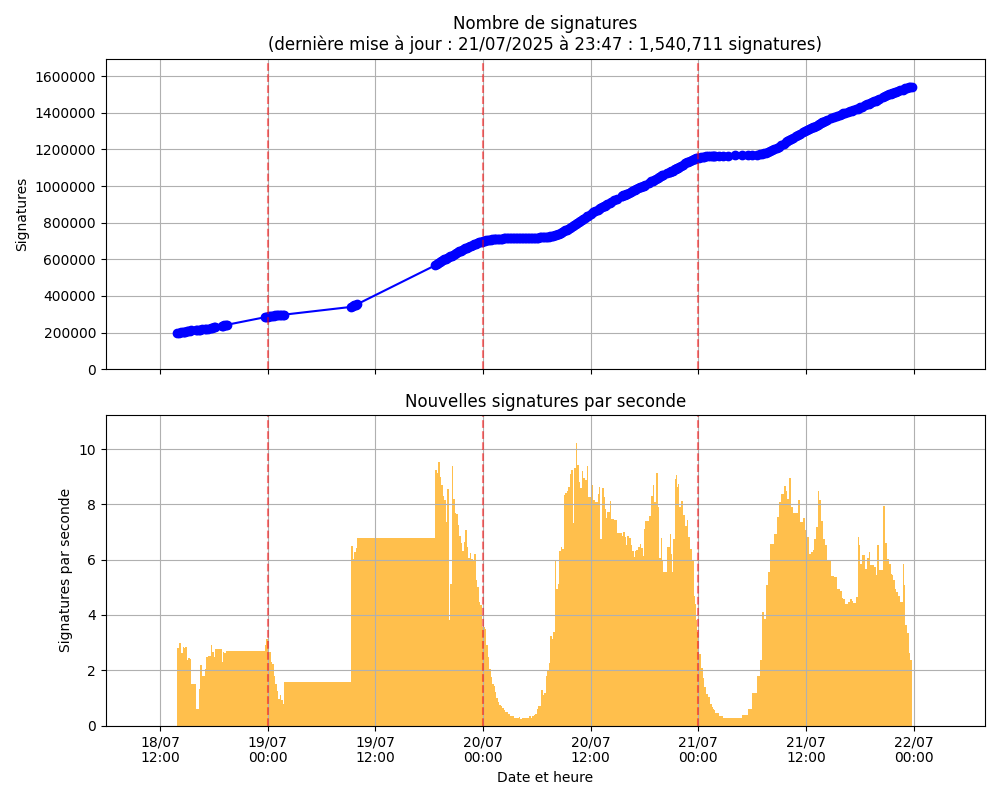 Nombre de signatures
(dernière mise à jour : 21/07/2025 à 23:47 : 1,540,711 signatures)
1600000
1400000
1200000
1000000
800000
600000
400000
200000
0
Signatures
Nouvelles signatures par seconde
10
8
6
4
2
0
Signatures par seconde
18/07 19/07 19/07 20/07 20/07 21/07 21/07 22/07
12:00 00:00 12:00 00:00 12:00 00:00 12:00 00:00
Date et heure